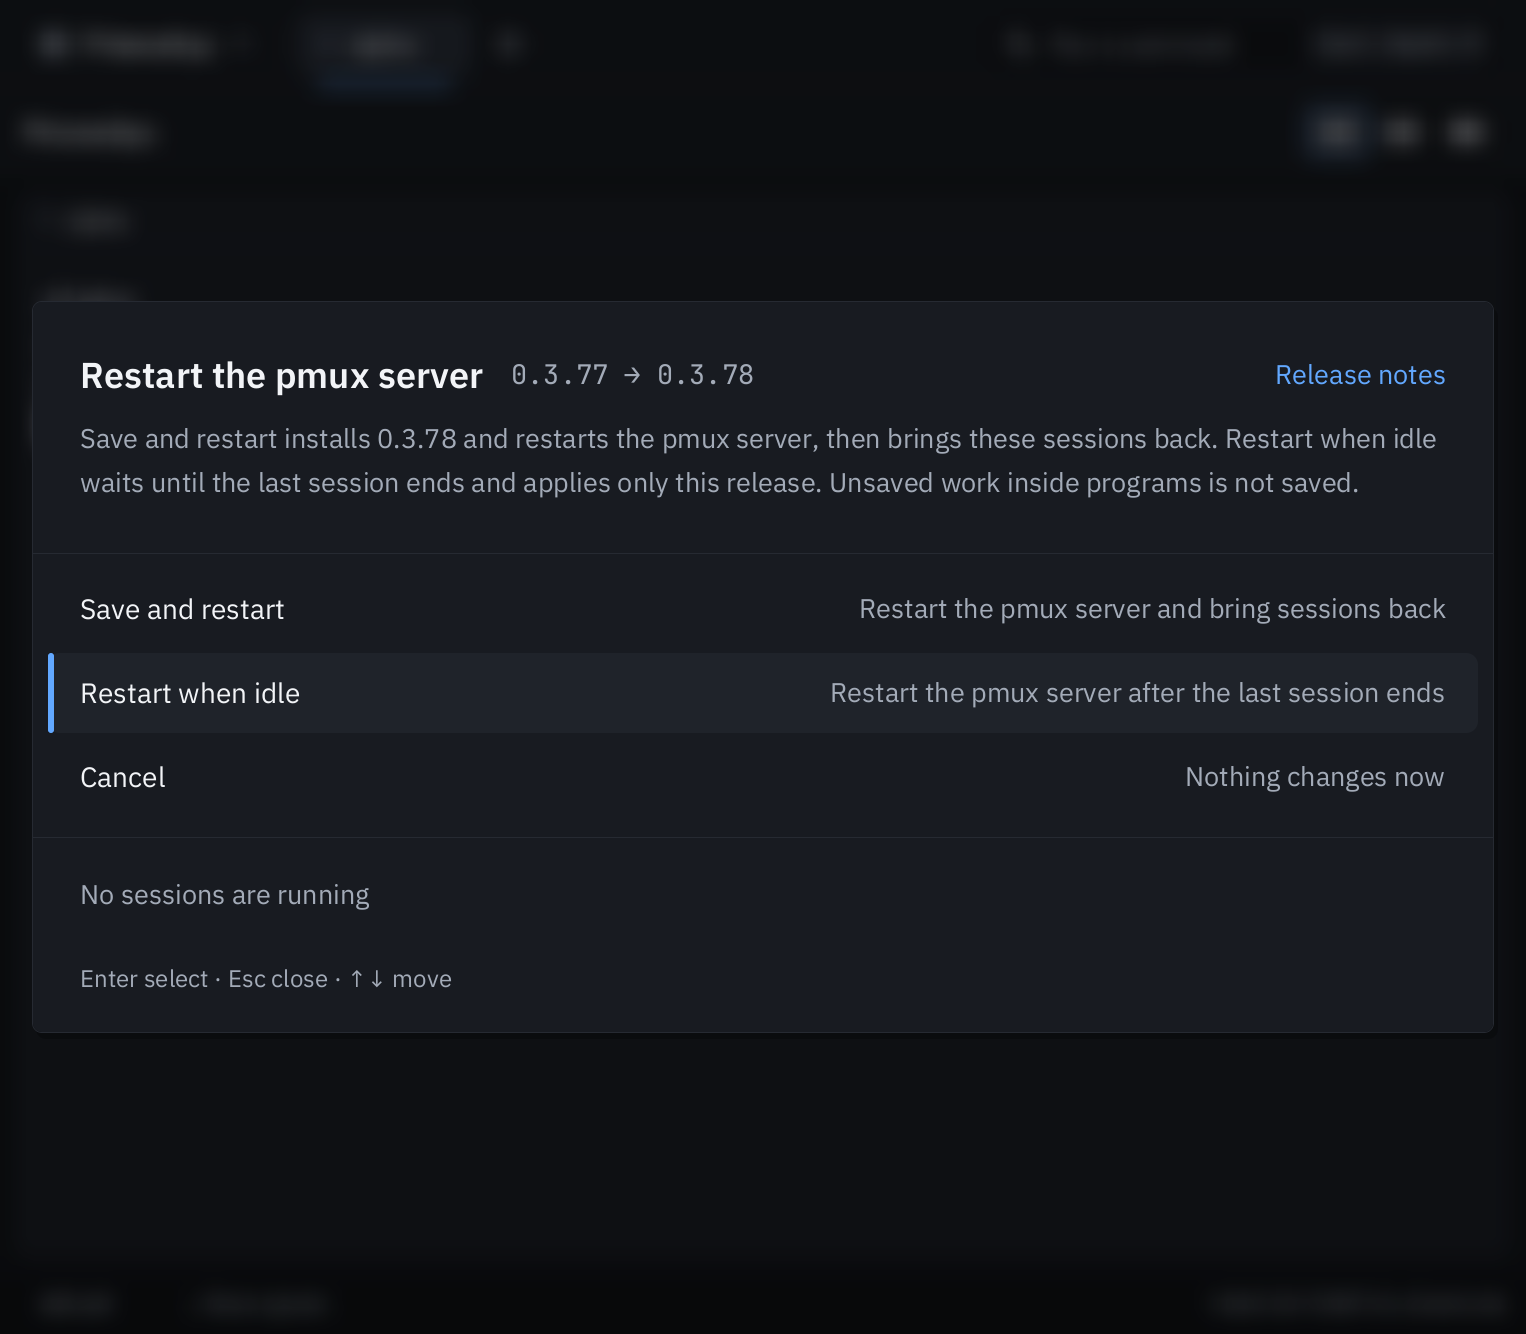 Restart the pmux server 0.3.77 → 0.3.78 Release notes
Save and restart installs 0.3.78 and restarts the pmux server, then brings these sessions back. Restart when idle
waits until the last session ends and applies only this release. Unsaved work inside programs is not saved.
Save and restart Restart the pmux server and bring sessions back
Restart when idle Restart the pmux server after the last session ends
Cancel Nothing changes now
No sessions are running
Enter select · Esc close · ↑↓ move